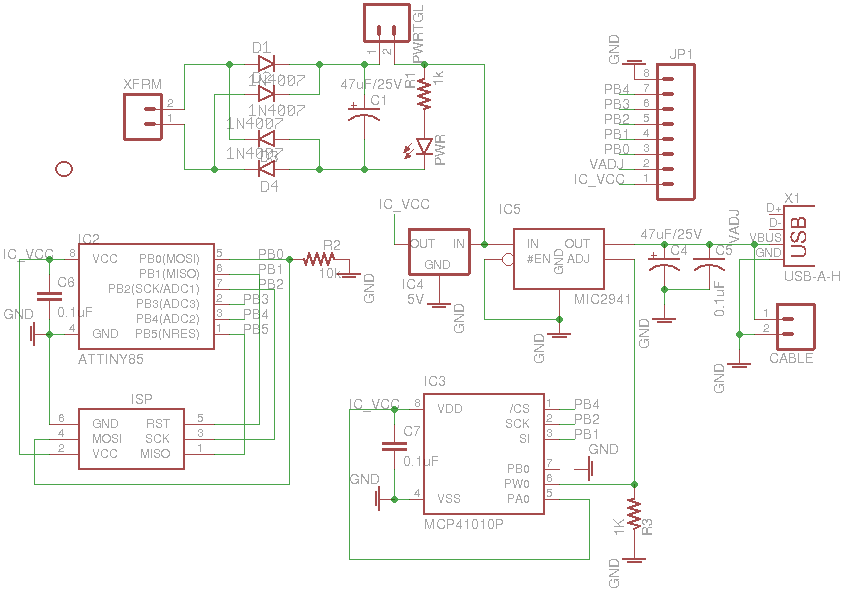 PWRTGL
1
2
D1
1N4007
1N4007
1N4007
1N4007
D4
XFRM
2
1
47uF/25V
+
C1
R1
1k
PWR
GND
JP1
8
PB4 7
PB3 6
PB2 5
PB1 4
PB0 3
VADJ 2
IC_VCC 1
IC_VCC
OUT IN
GND
IC4
5V
GND
IC5
IN OUT
#EN GND ADJ
MIC2941
GND
47uF/25V
+
C4
C5
0.1uF
GND
VADJ
X1
D+
D-
VBUS
GND
USB
USB-A-H
1
2
CABLE
GND
IC_VCC
IC2
8 VCC PB0(MOSI) 5 PB0
PB1(MISO) 6 PB1
PB2(SCK/ADC1) 7 PB2
PB3(ADC3) 2 PB3
PB4(ADC2) 3 PB4
4 GND PB5(NRES) 1 PB5
ATTINY85
C6
0.1uF
GND
R2
10k
GND
ISP
6 GND RST 5
4 MOSI SCK 3
2 VCC MISO 1
IC3
IC_VCC 8 VDD /CS 1 PB4
SCK 2 PB2
SI 3 PB1
PB0 7 GND
PW0 6
4 VSS PA0 5
MCP41010P
C7
0.1uF
GND
1K
R3
GND